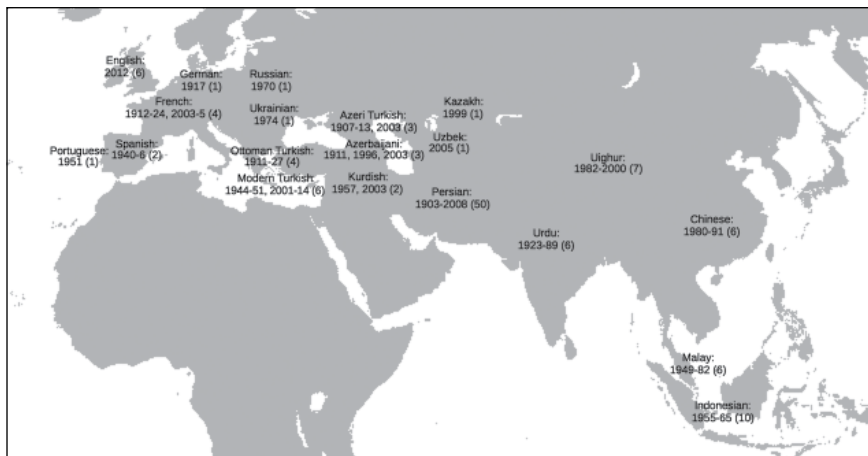 English:
2012 (6)
German:
1917 (1)
Russian:
1970 (1)
French:
1912-24, 2003-5 (4)
Ukrainian:
1974 (1)
Azeri Turkish:
1907-13, 2003 (3)
Kazakh:
1999 (1)
Uzbek:
2005 (1)
Portuguese:
1951 (1)
Spanish:
1940-6 (2)
Ottoman Turkish:
1911-27 (4)
Azerbaijani:
1911, 1996, 2003 (3)
Uighur:
1982-2000 (7)
Modern Turkish:
1944-51, 2001-14 (6)
Kurdish:
1957, 2003 (2)
Persian:
1903-2008 (50)
Urdu:
1923-89 (6)
Chinese:
1980-91 (6)
Malay:
1949-82 (6)
Indonesian:
1955-65 (10)